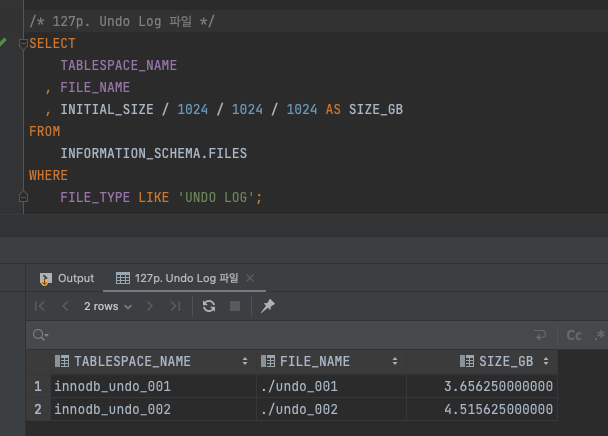 /* 127p. Undo Log 파일 */
SELECT
TABLESPACE_NAME
, FILE_NAME
, INITIAL_SIZE / 1024 / 1024 / 1024 AS SIZE_GB
FROM
INFORMATION_SCHEMA.FILES
WHERE
FILE_TYPE LIKE 'UNDO LOG';
Output 127p. Undo Log 파일
2 rows
Cc .*
TABLESPACE_NAME FILE_NAME SIZE_GB
1 innodb_undo_001 ./undo_001 3.656250000000
2 innodb_undo_002 ./undo_002 4.515625000000